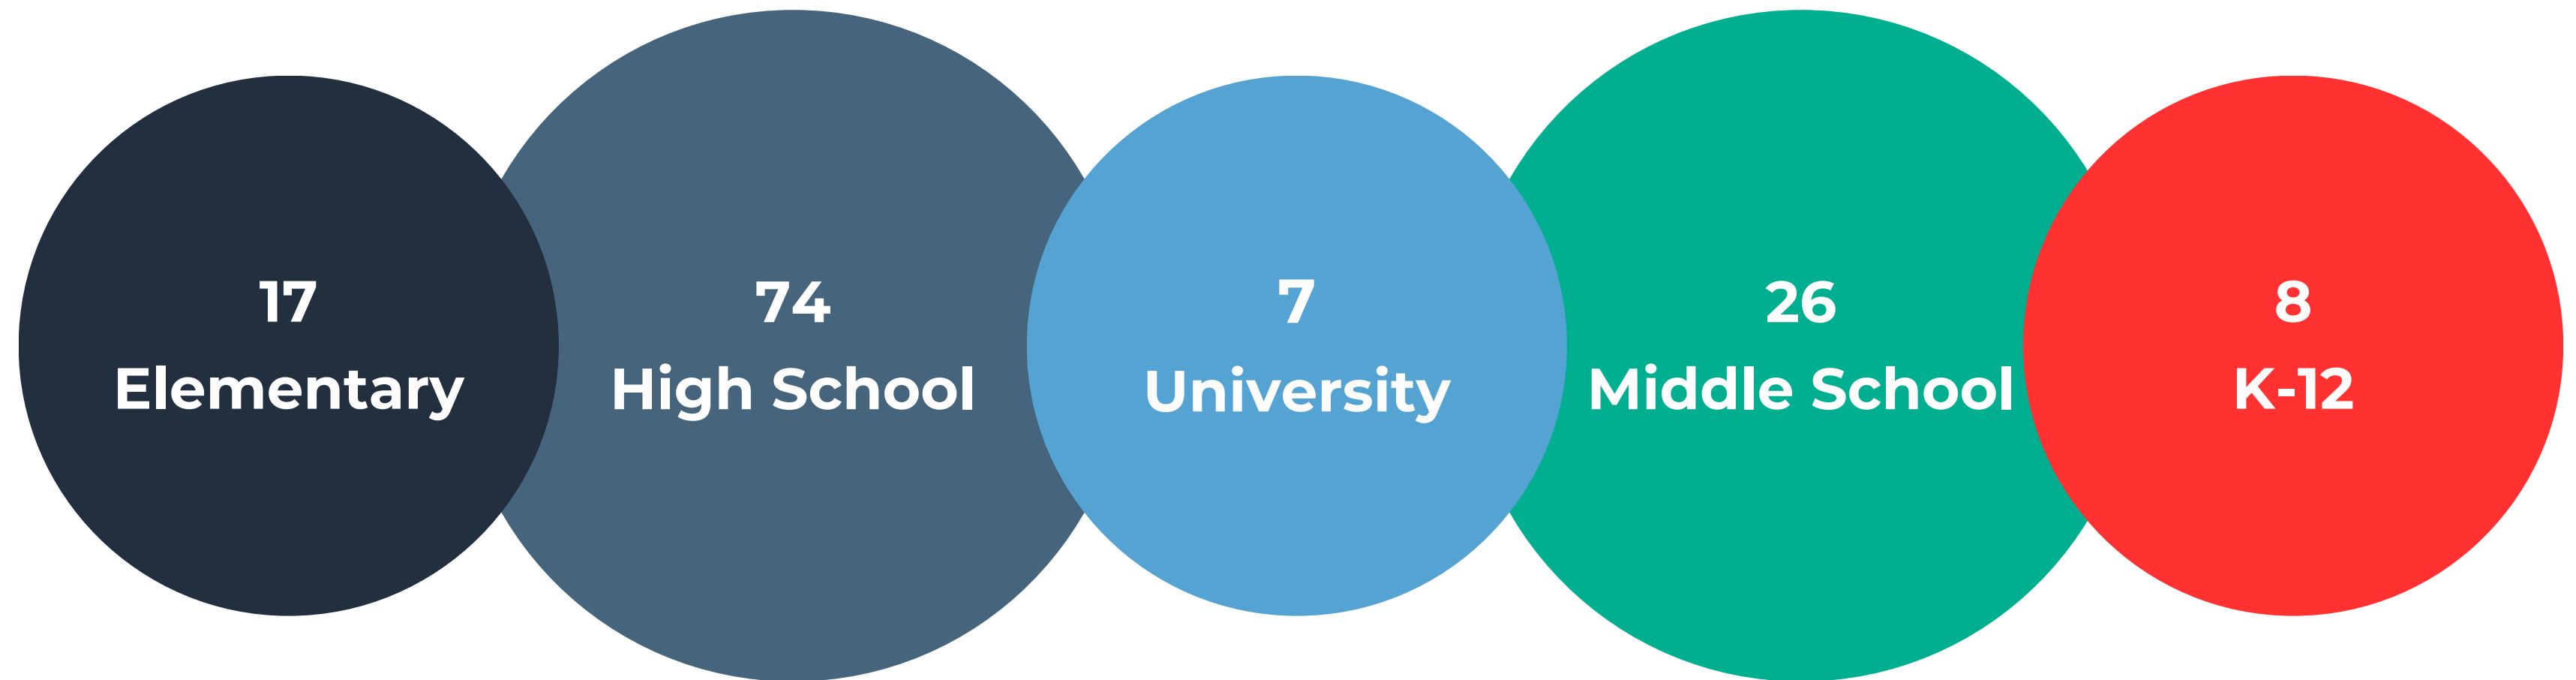 17
Elementary
74
High School
7
University
26
Middle School
8
K-12